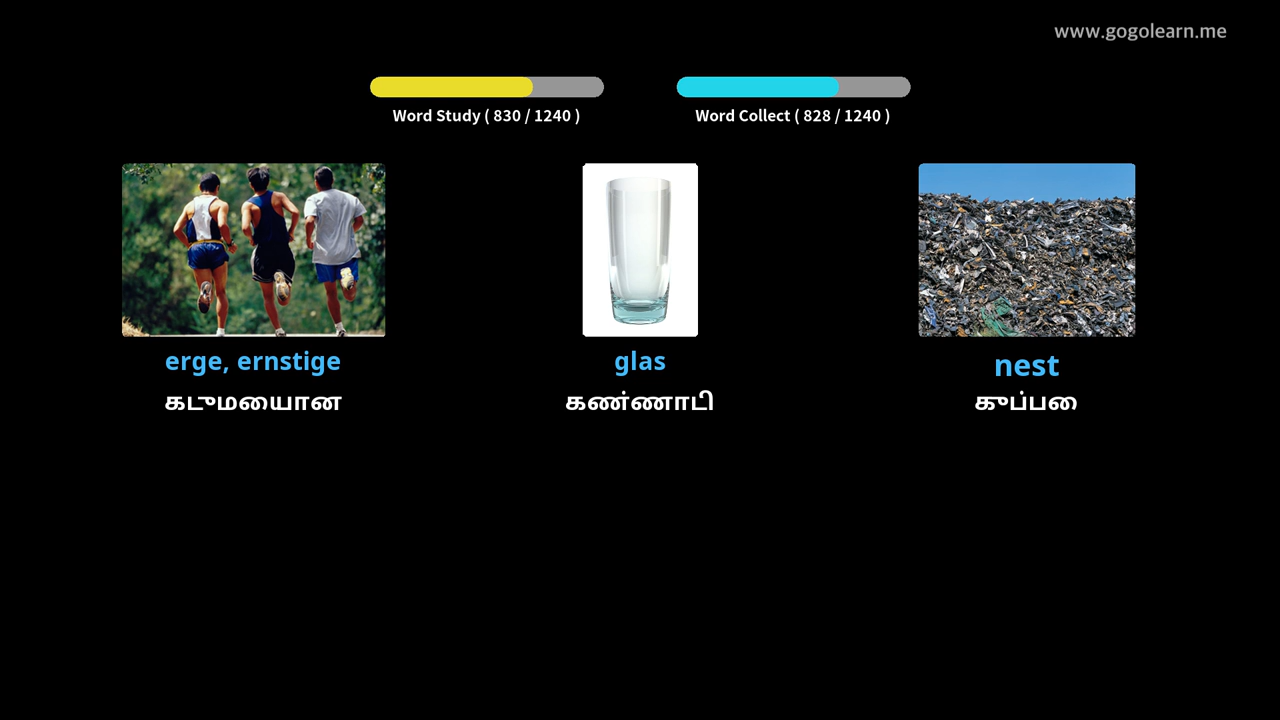 www.gogolearn.me
Word Study ( 830 / 1240 )
Word Collect ( 828 / 1240 )
erge, ernstige
glas
nest
கடுமையான
கண்ணாடி
குப்பை